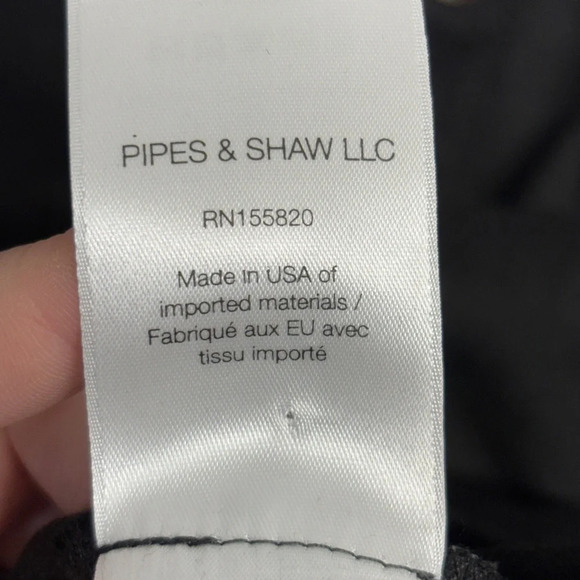 PIPES & SHAW LLC
RN155820
Made in USA of
imported materials /
Fabriqué aux EU avec
tissu importé